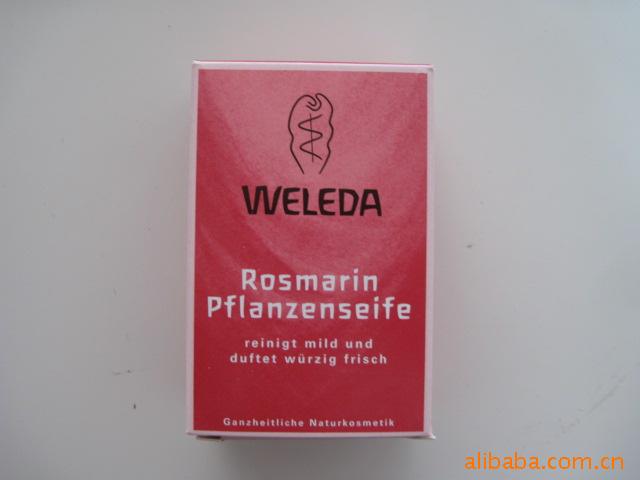 WELEDA
Rosmarin
Pflanzenseife
reinigt mild und
duftet würzig frisch
Ganzheitliche Naturkosmetik
alibaba.com.cn